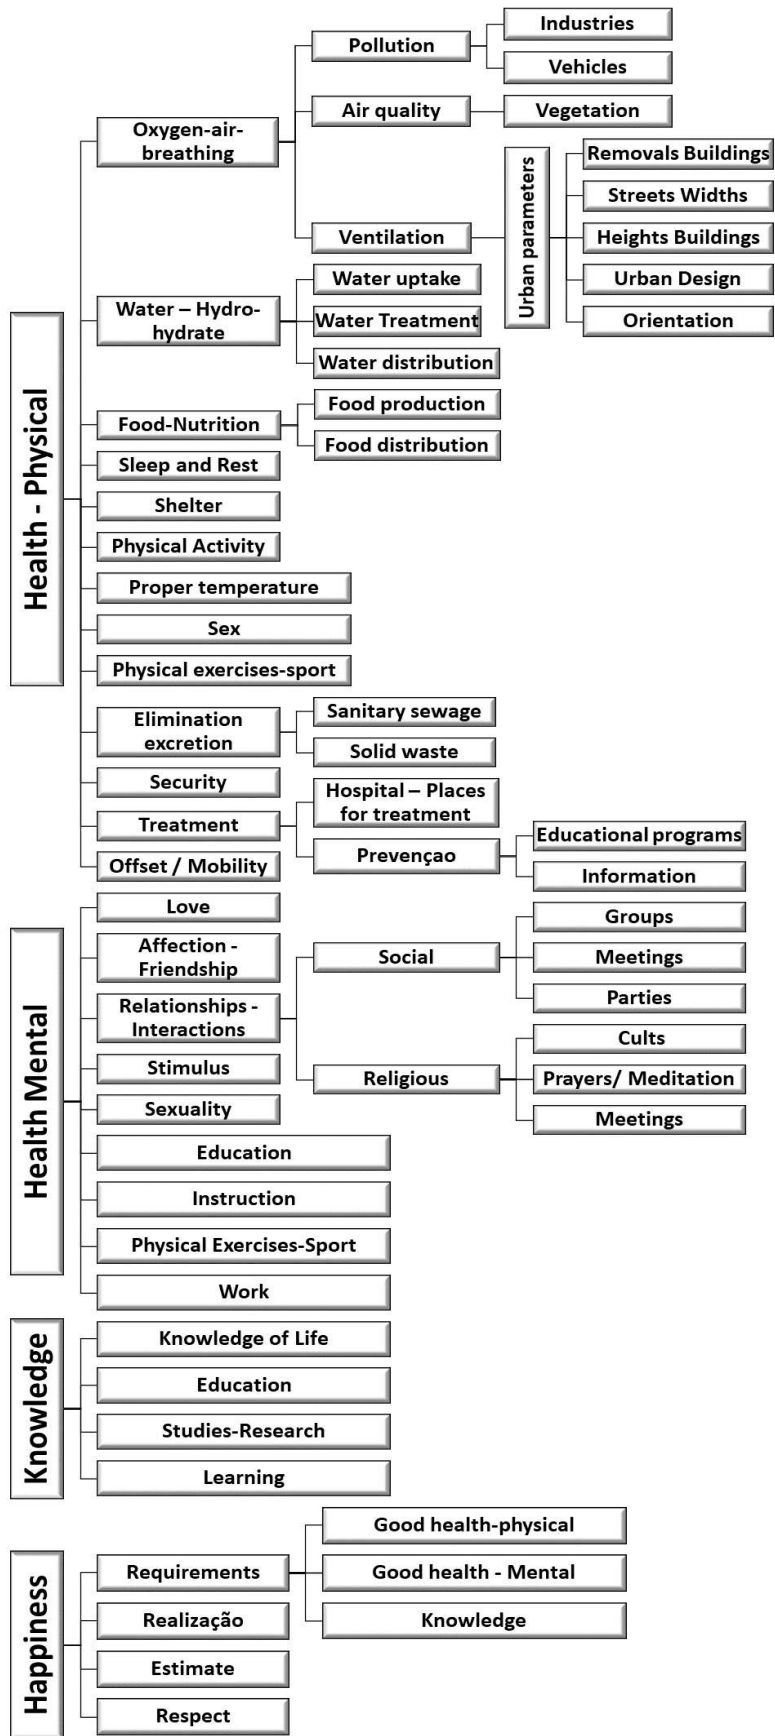 Health - Physical
Oxygen-air-
breathing
Pollution
Industries
Vehicles
Air quality
Vegetation
Ventilation
Urban parameters
Removals Buildings
Streets Widths
Heights Buildings
Urban Design
Orientation
Water – Hydro-
hydrate
Water uptake
Water Treatment
Water distribution
Food-Nutrition
Food production
Food distribution
Sleep and Rest
Shelter
Physical Activity
Proper temperature
Sex
Physical exercises-sport
Elimination
excretion
Sanitary sewage
Solid waste
Security
Treatment
Hospital – Places
for treatment
Prevençao
Educational programs
Information
Offset / Mobility
Health Mental
Love
Affection -
Friendship
Relationships -
Interactions
Social
Groups
Meetings
Parties
Religious
Cults
Prayers/ Meditation
Meetings
Stimulus
Sexuality
Education
Instruction
Physical Exercises-Sport
Work
Knowledge
Knowledge of Life
Education
Studies-Research
Learning
Happiness
Requirements
Good health-physical
Good health - Mental
Knowledge
Realização
Estimate
Respect